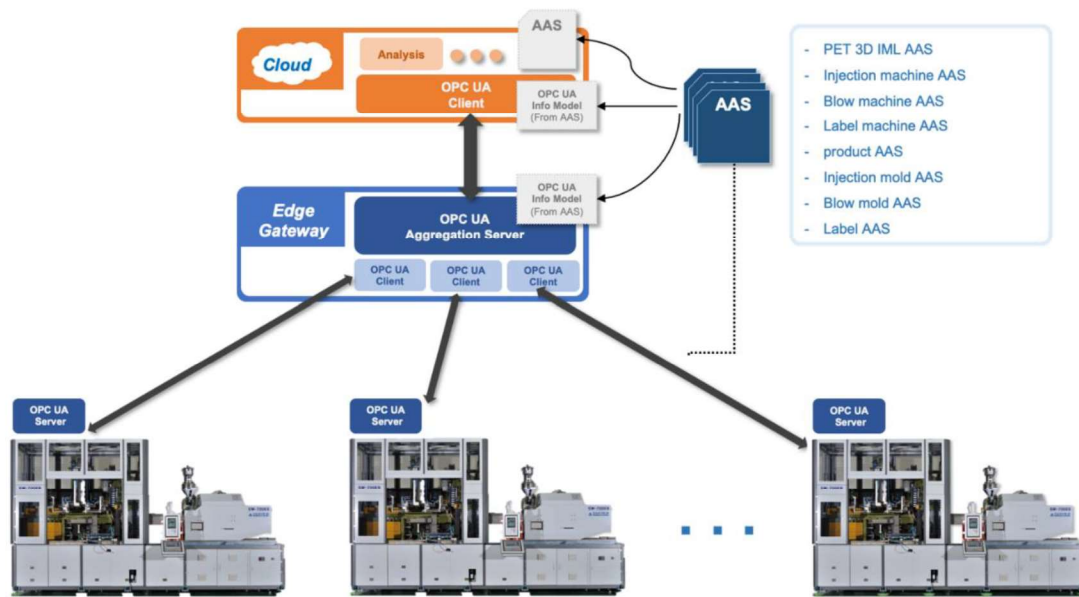 Cloud
Analysis
AAS
OPC UA
Client
OPC UA
Info Model
(From AAS)
AAS
- PET 3D IML AAS
- Injection machine AAS
- Blow machine AAS
- Label machine AAS
- product AAS
- Injection mold AAS
- Blow mold AAS
- Label AAS
Edge
Gateway
OPC UA
Aggregation Server
OPC UA
Info Model
(From AAS)
OPC UA
Client
OPC UA
Client
OPC UA
Client
OPC UA
Server
OPC UA
Server
OPC UA
Server